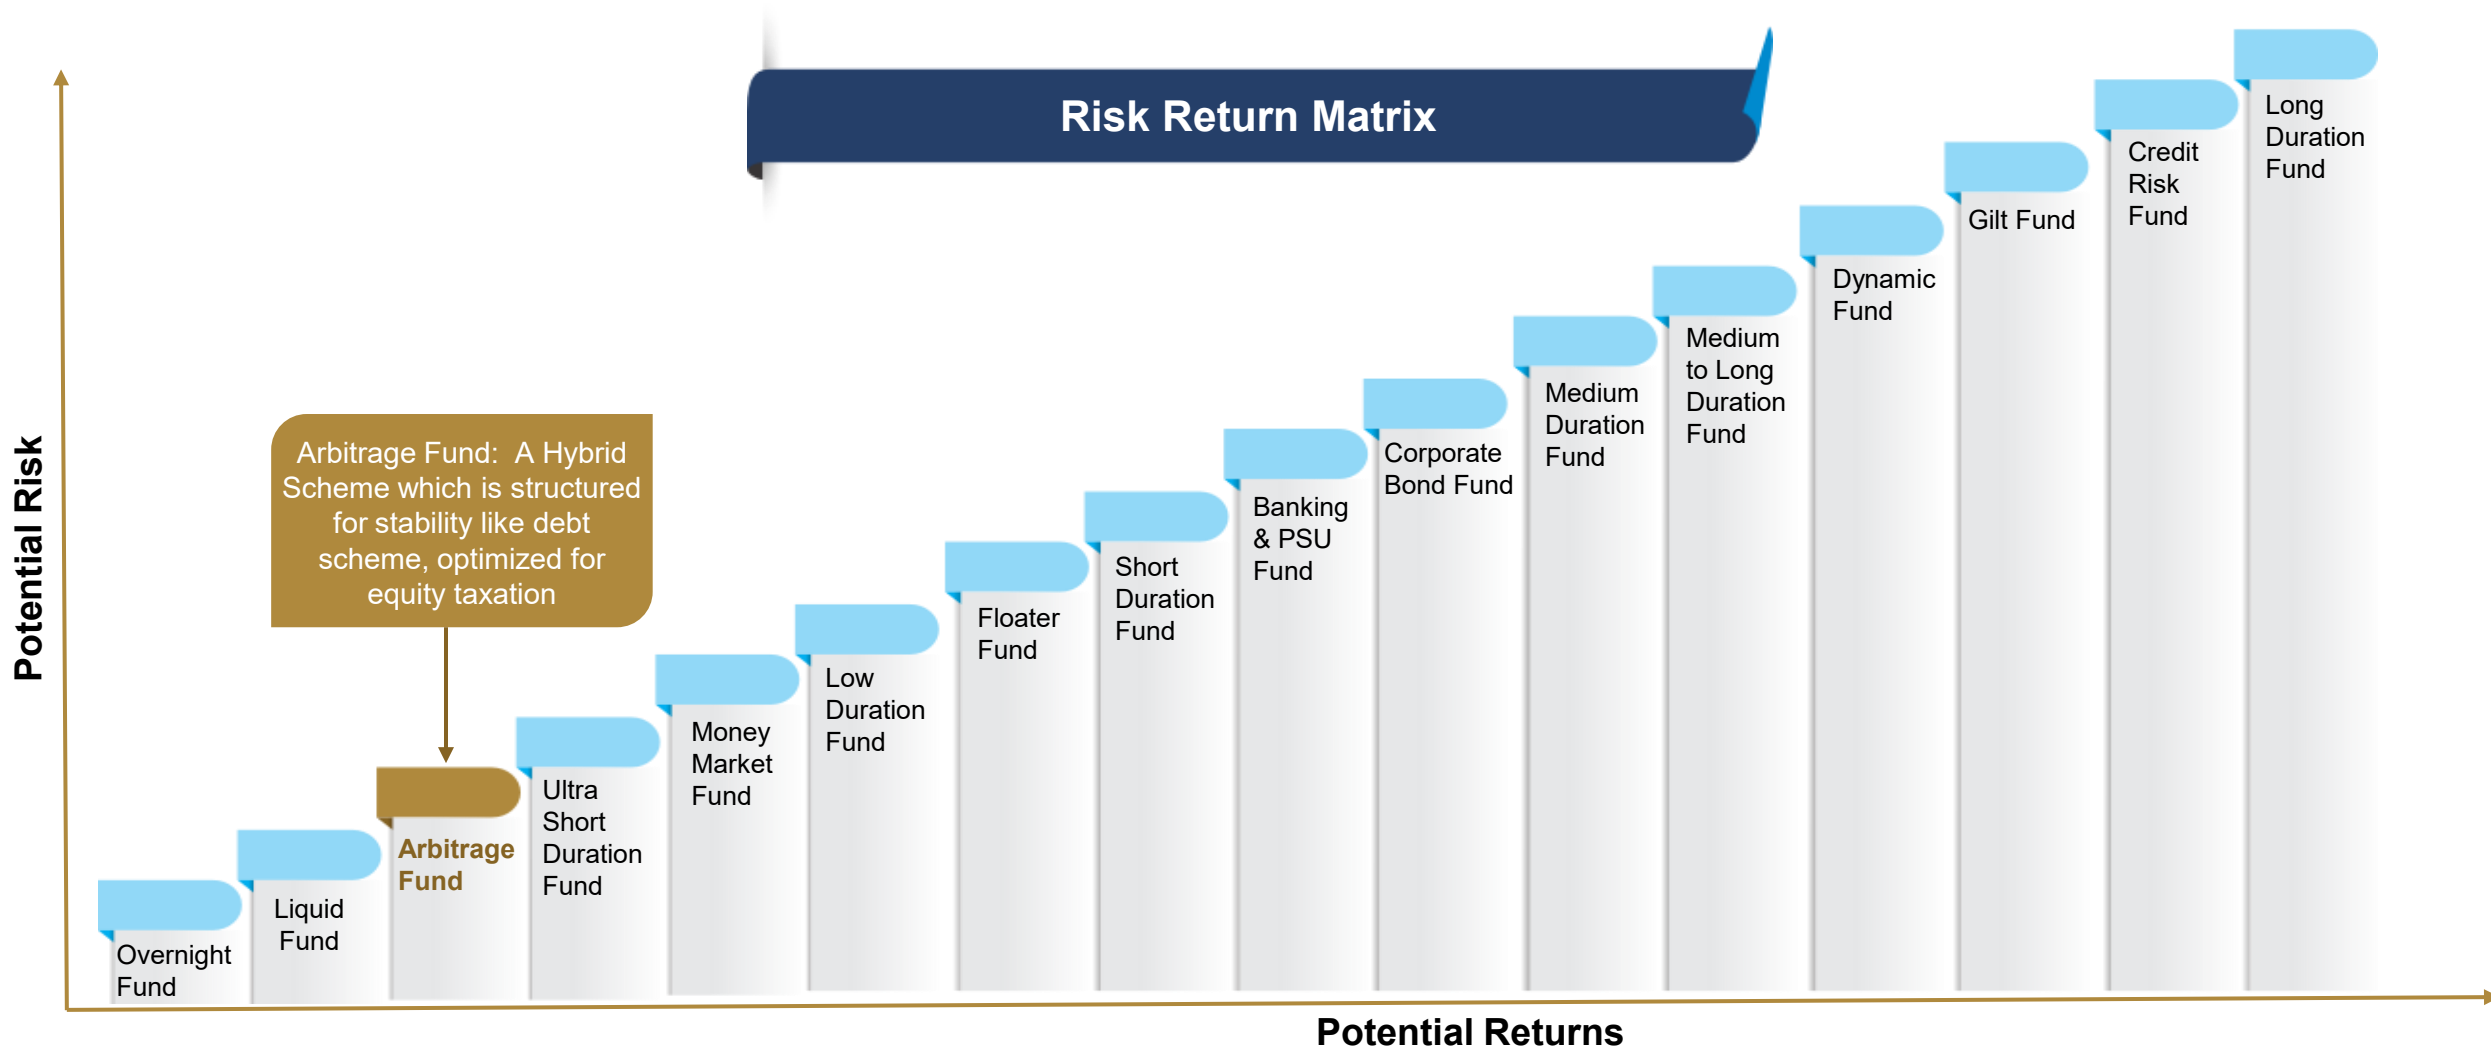 Risk Return Matrix
Potential Risk
Arbitrage Fund:  A Hybrid
Scheme which is structured
for stability like debt
scheme, optimized for
equity taxation
Overnight
Fund
Liquid
Fund
Arbitrage
Fund
Ultra
Short
Duration
Fund
Money
Market
Fund
Low
Duration
Fund
Floater
Fund
Short
Duration
Fund
Banking
& PSU
Fund
Corporate
Bond Fund
Medium
Duration
Fund
Medium
to Long
Duration
Fund
Dynamic
Fund
Gilt Fund
Credit
Risk
Fund
Long
Duration
Fund
Potential Returns